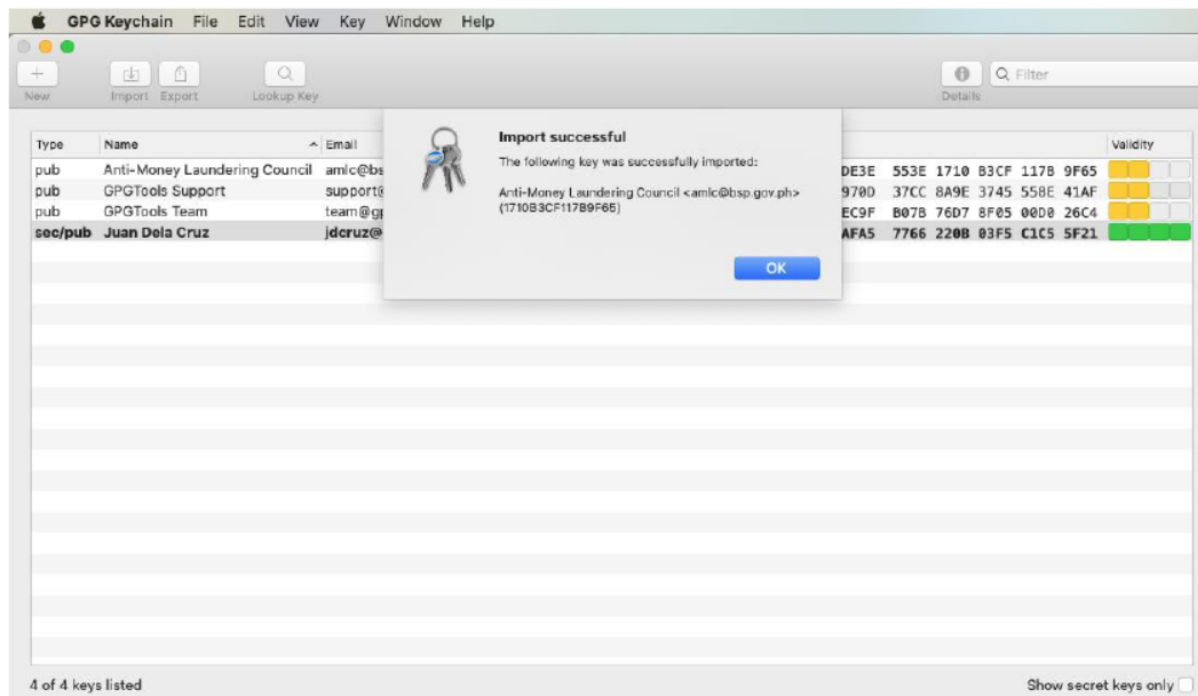 GPG Keychain File Edit View Key Window Help
New Import Export Lookup Key Details Filter
Type Name Email Validity
pub Anti-Money Laundering Council amlc@bs DE3E 553E 1710 B3CF 117B 9F65
pub GPGTools Support support@ 970D 37CC 8A9E 3745 558E 41AF
pub GPGTools Team team@gp EC9F B07B 76D7 8F05 00D0 26C4
sec/pub Juan Dela Cruz jdcruz@ AFA5 7766 220B 03F5 C1C5 5F21
Import successful
The following key was successfully imported:
Anti-Money Laundering Council <amlc@bsp.gov.ph>
(1710B3CF117B9F65)
OK
4 of 4 keys listed Show secret keys only